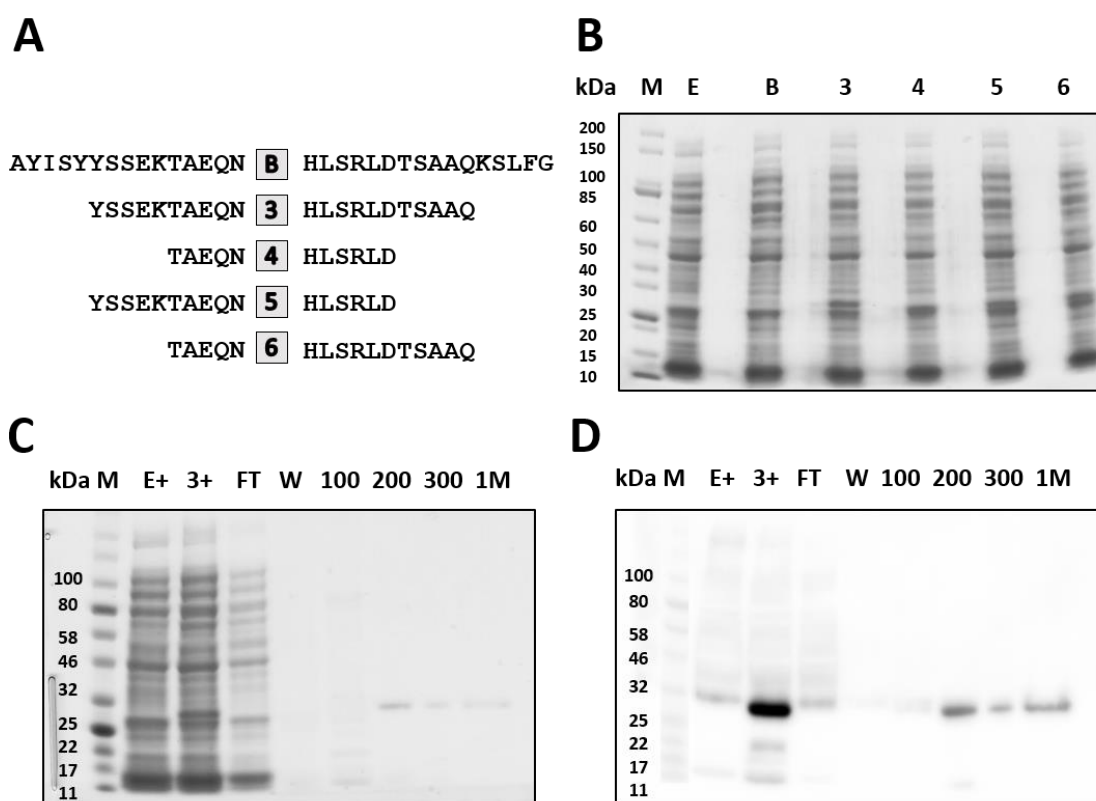 A
AYISYYSSEKTAEQN B HLSRLDTSAAQKSLFG
YSSEKTAEQN 3 HLSRLDTSAAQ
TAEQN 4 HLSRLD
YSSEKTAEQN 5 HLSRLD
TAEQN 6 HLSRLDTSAAQ
B
kDa M E B 3 4 5 6
200
150
100
85
60
50
40
30
25
20
15
10
C
kDa M E+ 3+ FT W 100 200 300 1M
100
80
58
46
32
25
22
17
11
D
kDa M E+ 3+ FT W 100 200 300 1M
100
80
58
46
32
25
22
17
11